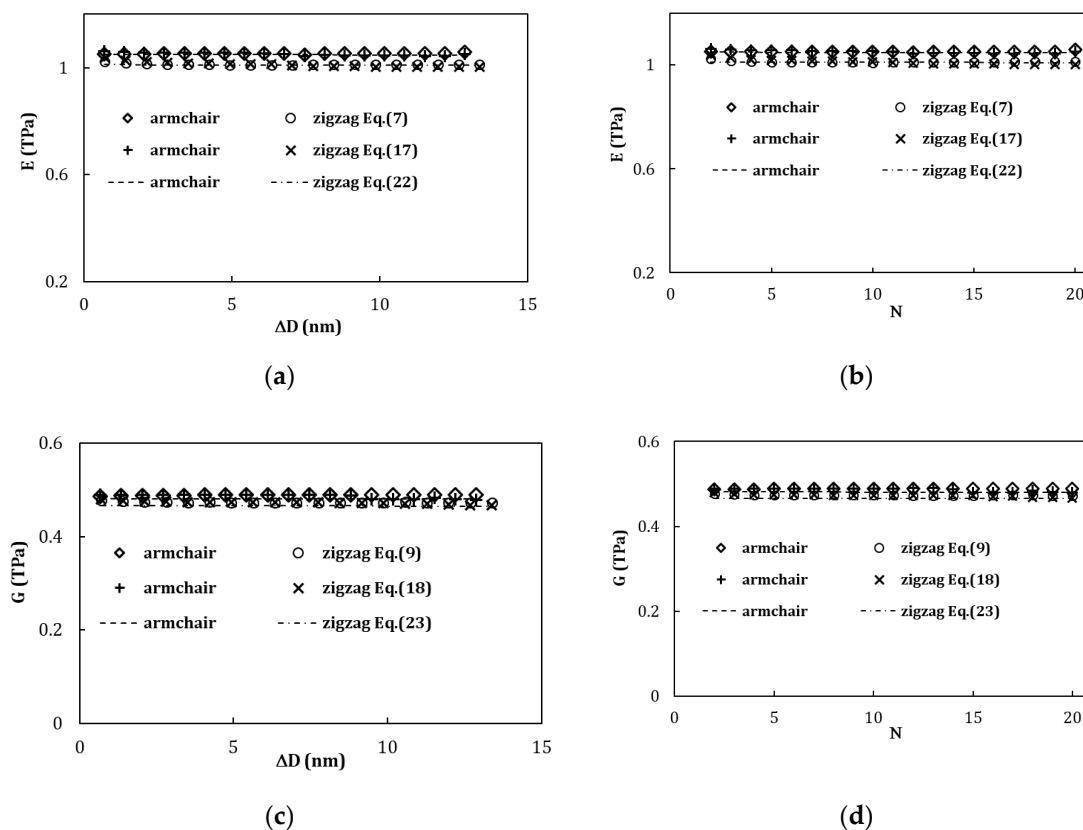 E (TPa)
1
0.6
0.2
armchair zigzag Eq.(7)
armchair zigzag Eq.(17)
armchair zigzag Eq.(22)
0 5 10 15
ΔD (nm)
(a)
E (TPa)
1
0.6
0.2
armchair zigzag Eq.(7)
armchair zigzag Eq.(17)
armchair zigzag Eq.(22)
0 5 10 15 20
N
(b)
G (TPa)
0.6
0.4
0.2
0
armchair zigzag Eq.(9)
armchair zigzag Eq.(18)
armchair zigzag Eq.(23)
0 5 10 15
ΔD (nm)
(c)
G (TPa)
0.6
0.4
0.2
0
armchair zigzag Eq.(9)
armchair zigzag Eq.(18)
armchair zigzag Eq.(23)
0 5 10 15 20
N
(d)